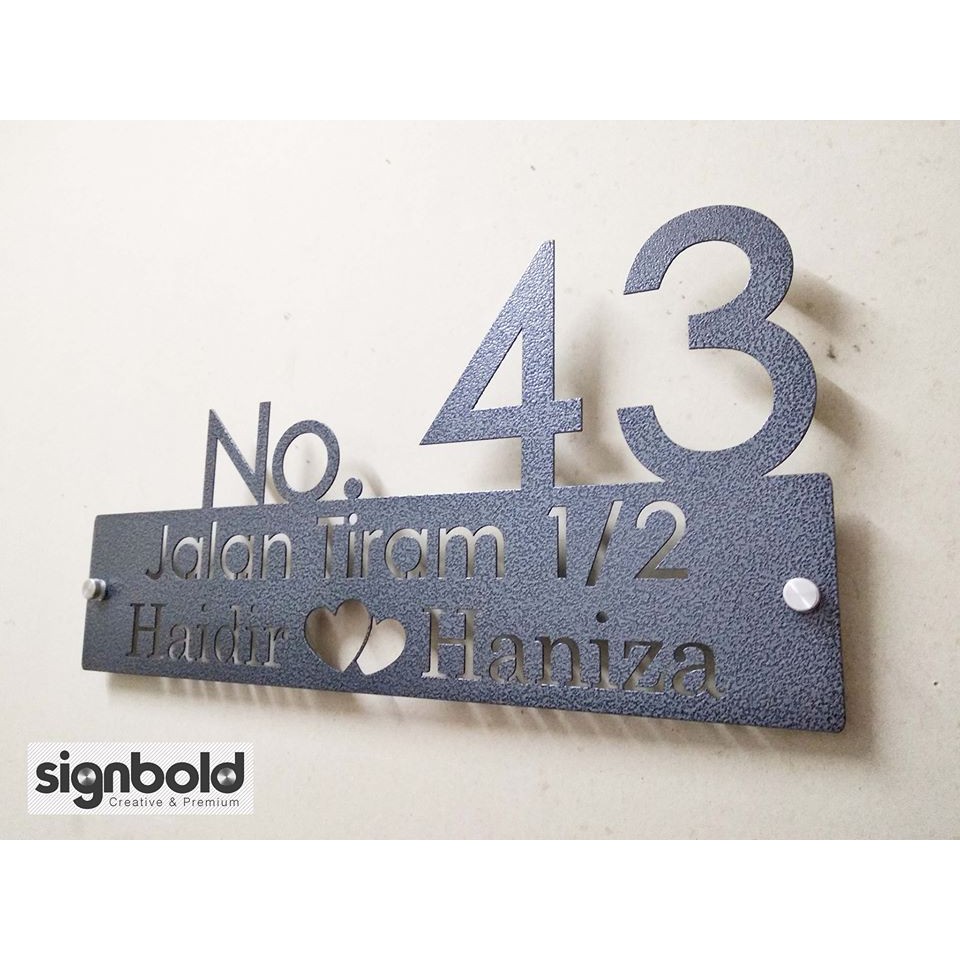 No. 43
Jalan Tiram 1/2
Haidir Haniza
signbold
Creative & Premium